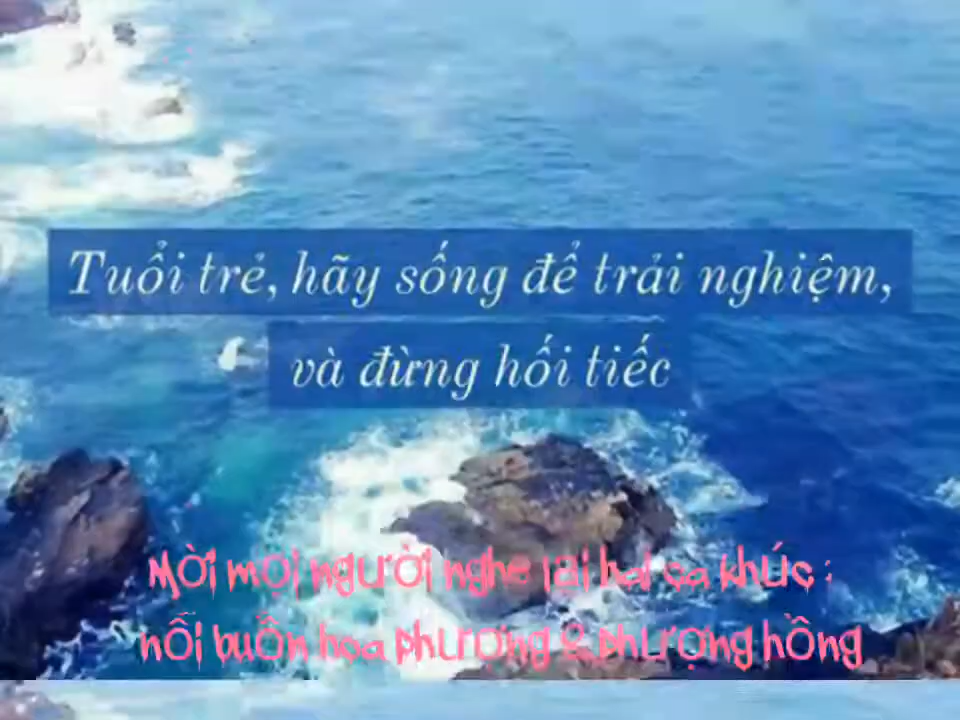 Tuổi trẻ, hãy sống để trải nghiệm,
và đừng hối tiếc
Mời mọi người nghe lại hai ca khúc :
nỗi buồn hoa phương & phượng hồng